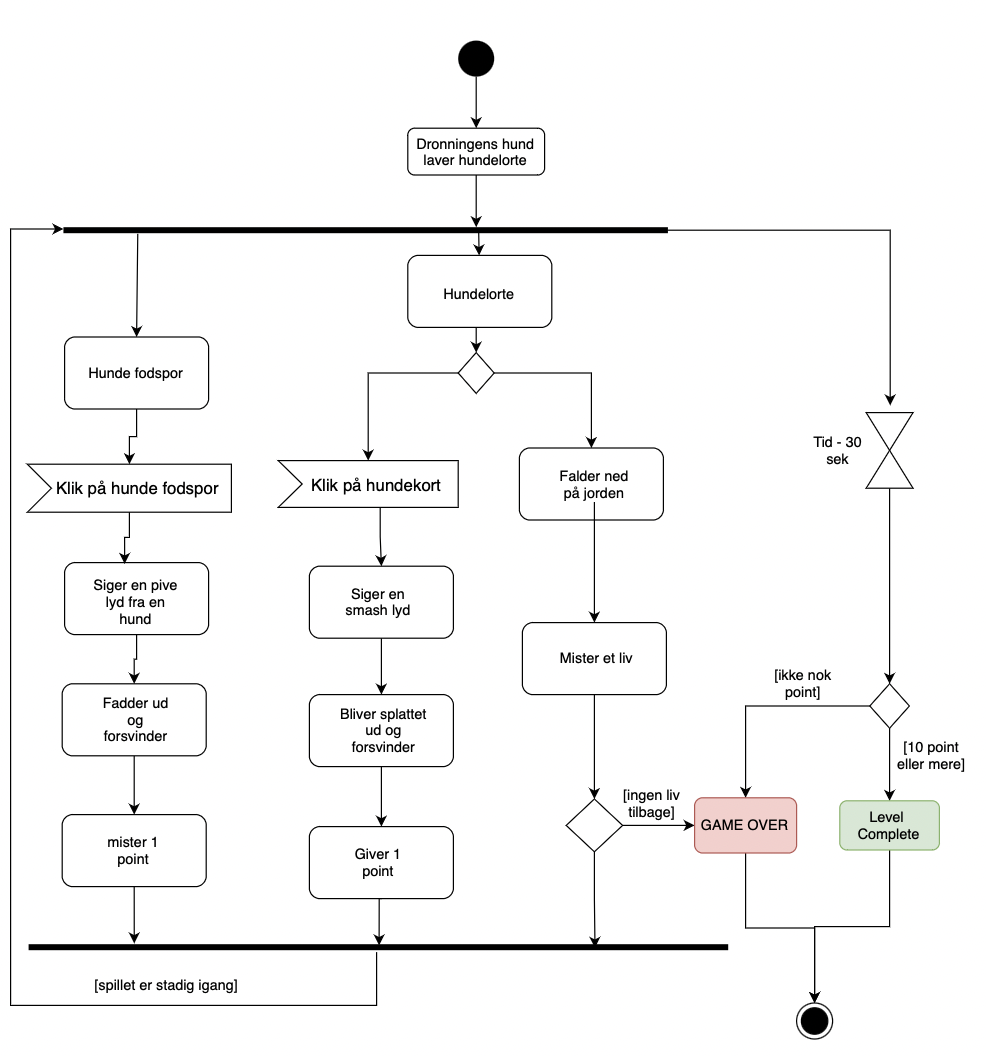 Dronningens hund
laver hundelorte
Hundelorte
Hunde fodspor
Klik på hunde fodspor
Siger en pive
lyd fra en
hund
Fadder ud
og
forsvinder
mister 1
point
Klik på hundekort
Siger en
smash lyd
Bliver splattet
ud og
forsvinder
Giver 1
point
Falder ned
på jorden
Mister et liv
[ingen liv
tilbage]
Tid - 30
sek
[ikke nok
point]
[10 point
eller mere]
GAME OVER
Level
Complete
[spillet er stadig igang]